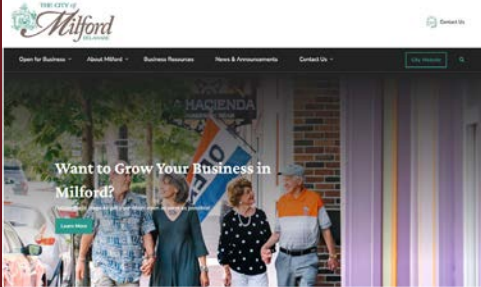 THE CITY of
Milford
DELAWARE
Contact Us
Open for Business
About Milford
Business Resources
News & Announcements
Contact Us
City Website
HACIENDA
OPEN
Want to Grow Your Business in
Milford?
Learn More